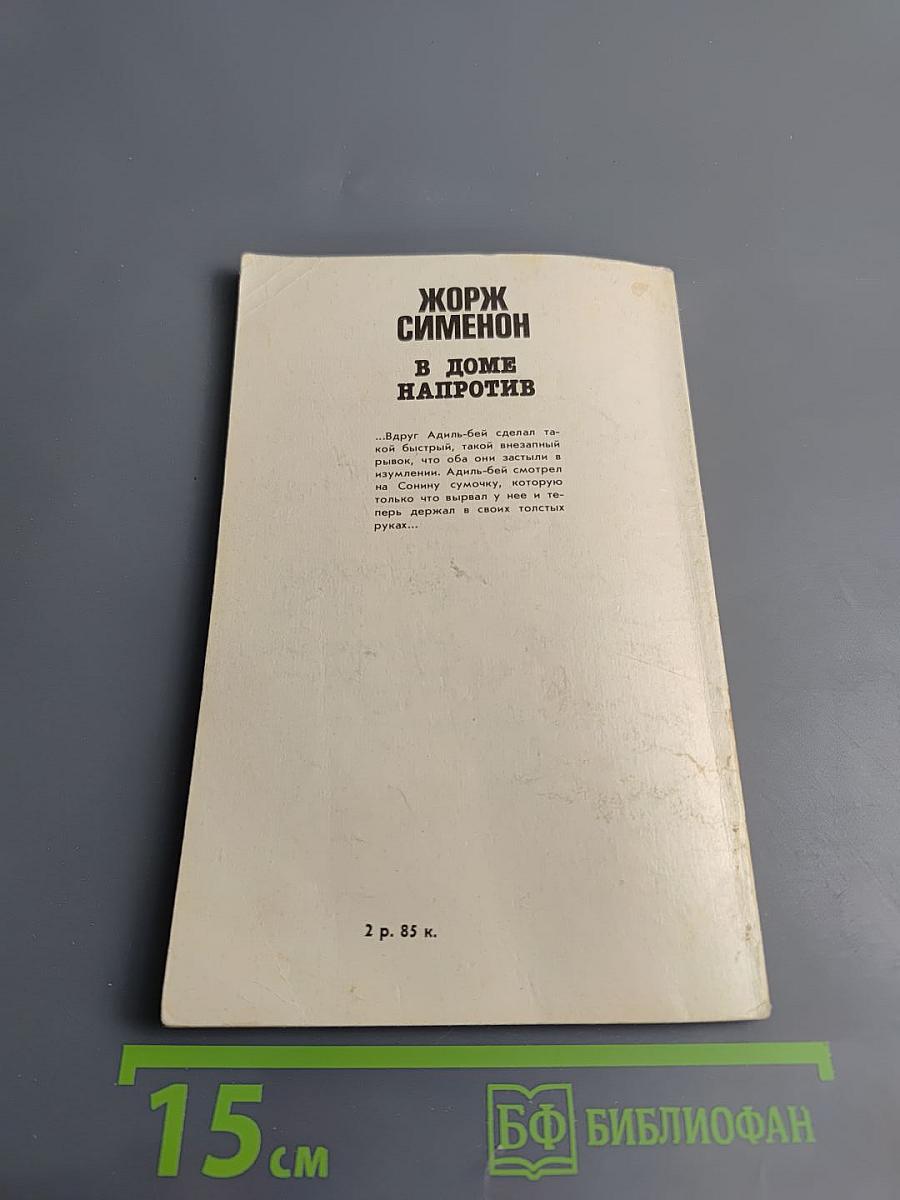 ЖОРЖ
СИМЕНОН
В ДОМЕ
НАПРОТИВ
...Вдруг Адиль-бей сделал та-
кой быстрый, такой внезапный
рывок, что оба они застыли в
изумлении. Адиль-бей смотрел
на Сонину сумочку, которую
только что вырвал у нее и те-
перь держал в своих толстых
руках...
2 р. 85 к.
15 см
БФ БИБЛИОФАН